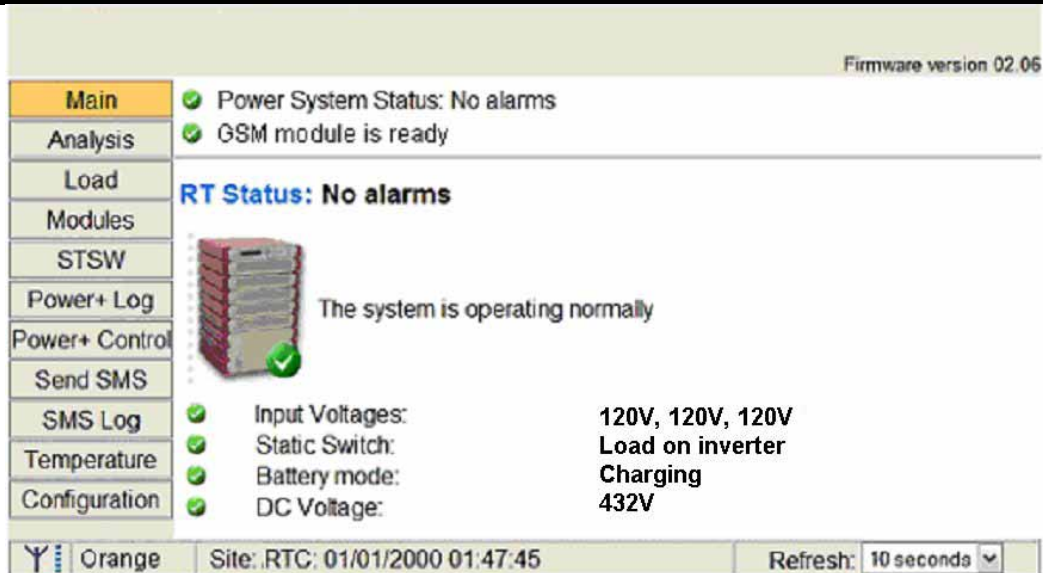 Firmware version 02.06
Main
Analysis
Load
Modules
STSW
Power+ Log
Power+ Control
Send SMS
SMS Log
Temperature
Configuration
Power System Status: No alarms
GSM module is ready
RT Status: No alarms
The system is operating normally
Input Voltages: 120V, 120V, 120V
Static Switch: Load on inverter
Battery mode: Charging
DC Voltage: 432V
Orange Site: RTC: 01/01/2000 01:47:45 Refresh: 10 seconds